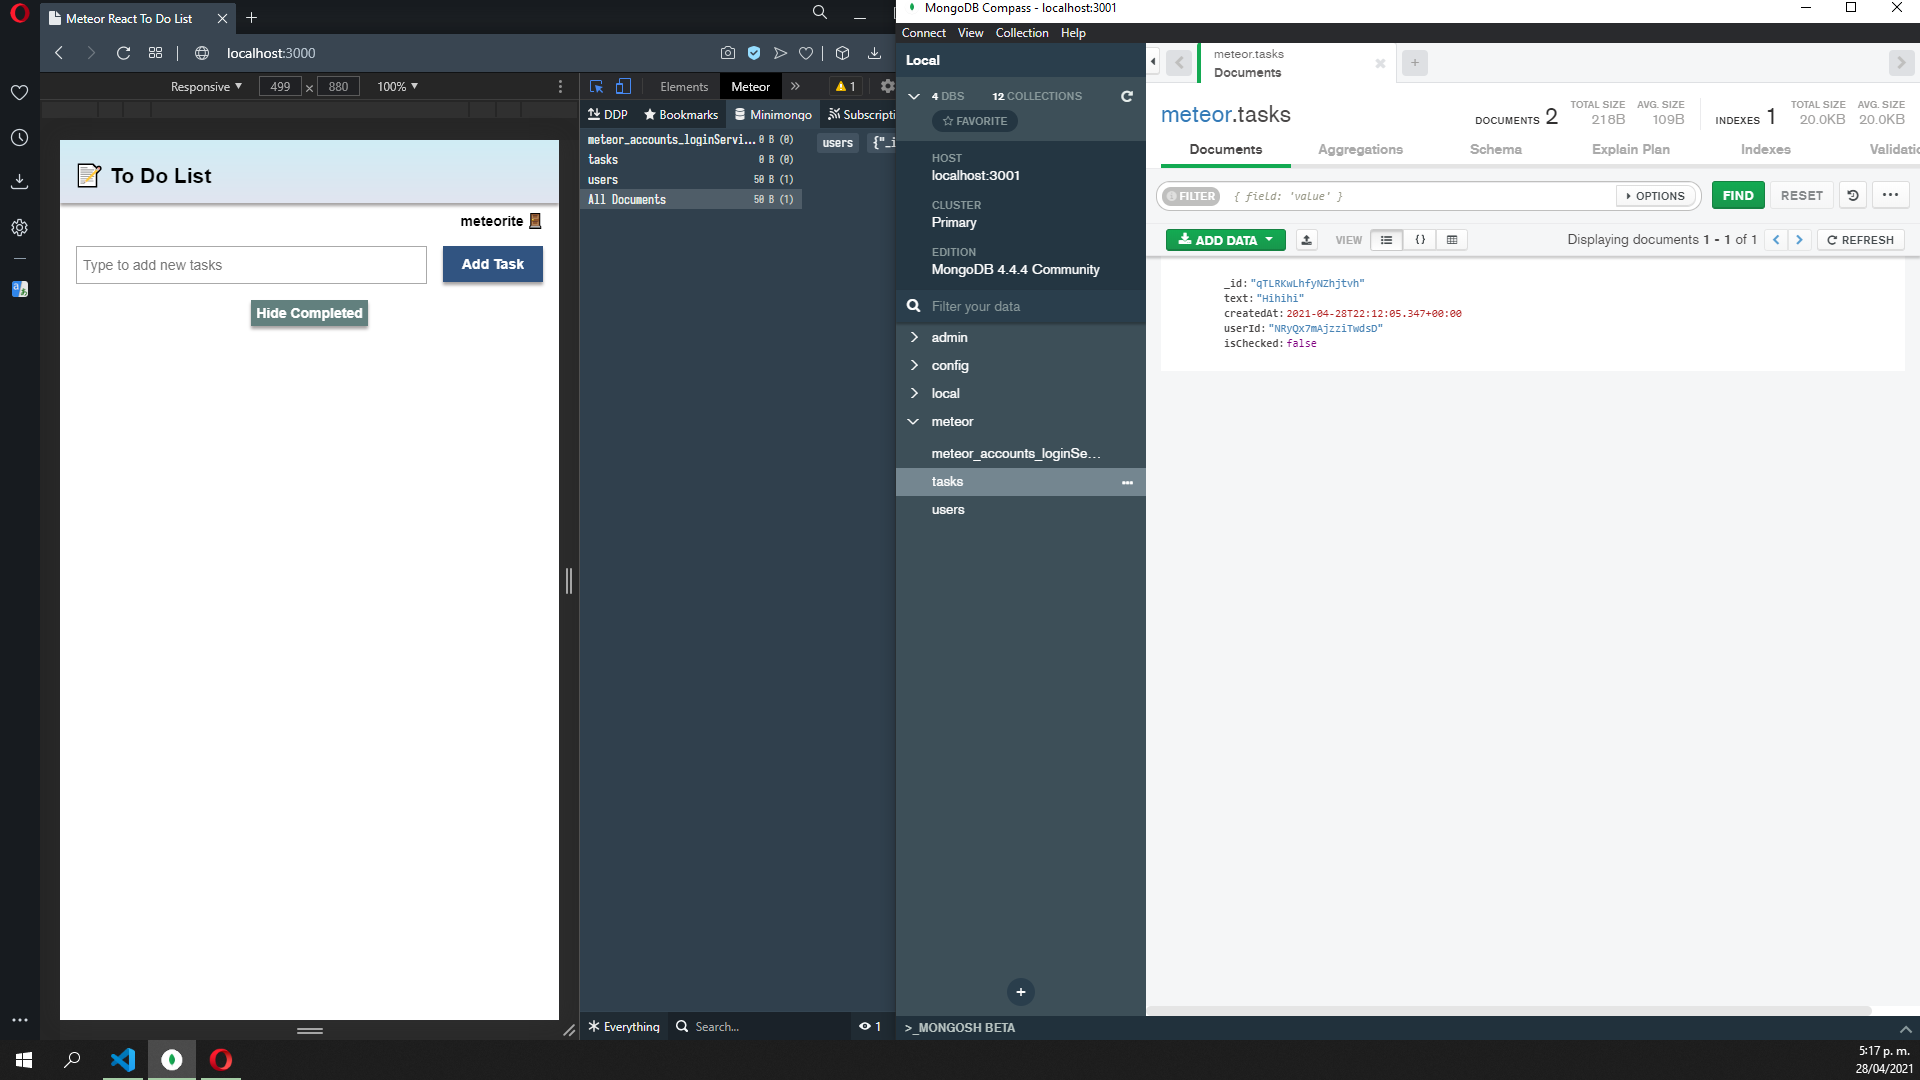 Meteor React To Do List
localhost:3000
Responsive
499 × 880
100%
Elements
Meteor
1
DDP
Bookmarks
Minimongo
Subscripti
meteor_accounts_loginServi... 0 B (0)
tasks 0 B (0)
users 50 B (1)
All Documents 50 B (1)
users
{"_i
To Do List
meteorite
Type to add new tasks
Add Task
Hide Completed
Everything
Search...
1
MongoDB Compass - localhost:3001
Connect View Collection Help
Local
4 DBS 12 COLLECTIONS
FAVORITE
HOST
localhost:3001
CLUSTER
Primary
EDITION
MongoDB 4.4.4 Community
Filter your data
admin
config
local
meteor
meteor_accounts_loginSe...
tasks
users
>_MONGOSH BETA
meteor.tasks
Documents
meteor.tasks
DOCUMENTS 2
TOTAL SIZE
218B
AVG. SIZE
109B
INDEXES 1
TOTAL SIZE
20.0KB
AVG. SIZE
20.0KB
Documents
Aggregations
Schema
Explain Plan
Indexes
Validatic
FILTER
{ field: 'value' }
OPTIONS
FIND
RESET
ADD DATA
VIEW
{}
Displaying documents 1 - 1 of 1
REFRESH
_id: "qTLRKwLhfyNZhjtvh"
text: "Hihihi"
createdAt: 2021-04-28T22:12:05.347+00:00
userId: "NRyQx7mAjzziTwdsD"
isChecked: false
5:17 p. m.
28/04/2021